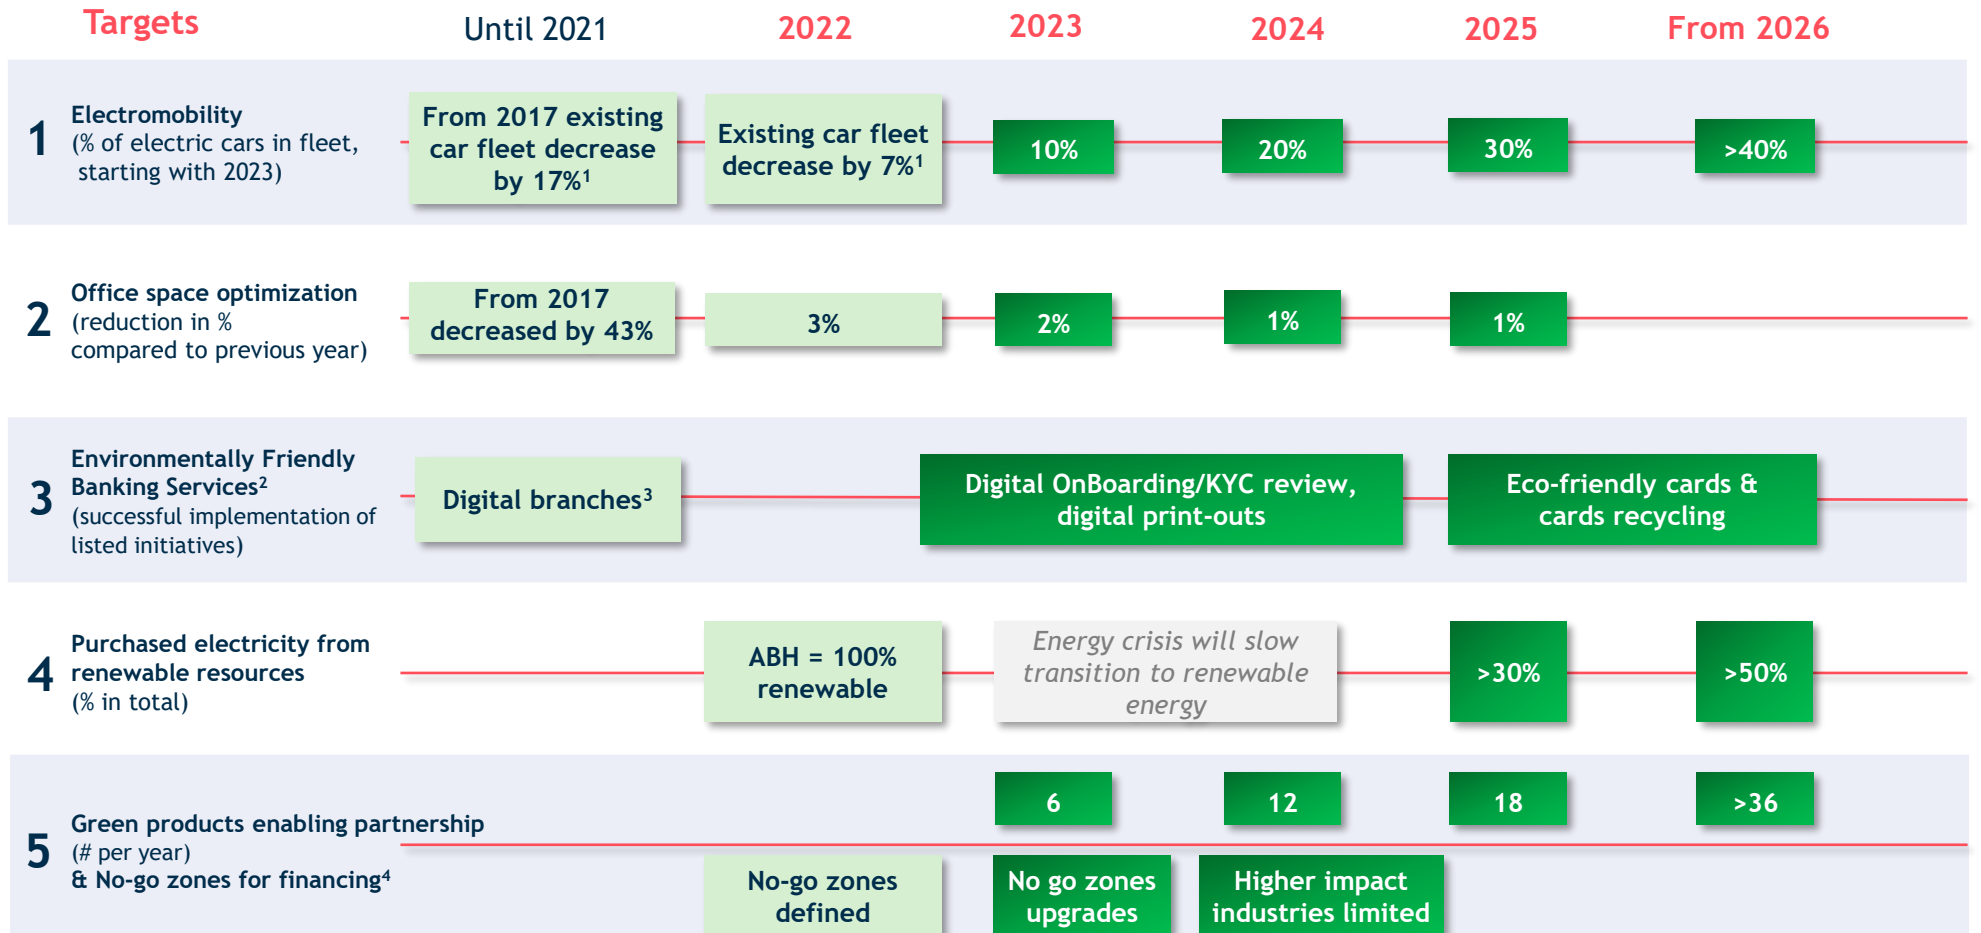 Targets
Until 2021
2022
2023
2024
2025
From 2026
1
Electromobility
(% of electric cars in fleet,
starting with 2023)
From 2017 existing
car fleet decrease
by 17%¹
Existing car fleet
decrease by 7%¹
10%
20%
30%
>40%
2
Office space optimization
(reduction in %
compared to previous year)
From 2017
decreased by 43%
3%
2%
1%
1%
3
Environmentally Friendly
Banking Services²
(successful implementation of
listed initiatives)
Digital branches³
Digital OnBoarding/KYC review,
digital print-outs
Eco-friendly cards &
cards recycling
4
Purchased electricity from
renewable resources
(% in total)
ABH = 100%
renewable
Energy crisis will slow
transition to renewable
energy
>30%
>50%
5
Green products enabling partnership
(# per year)
& No-go zones for financing⁴
6
12
18
>36
No-go zones
defined
No go zones
upgrades
Higher impact
industries limited